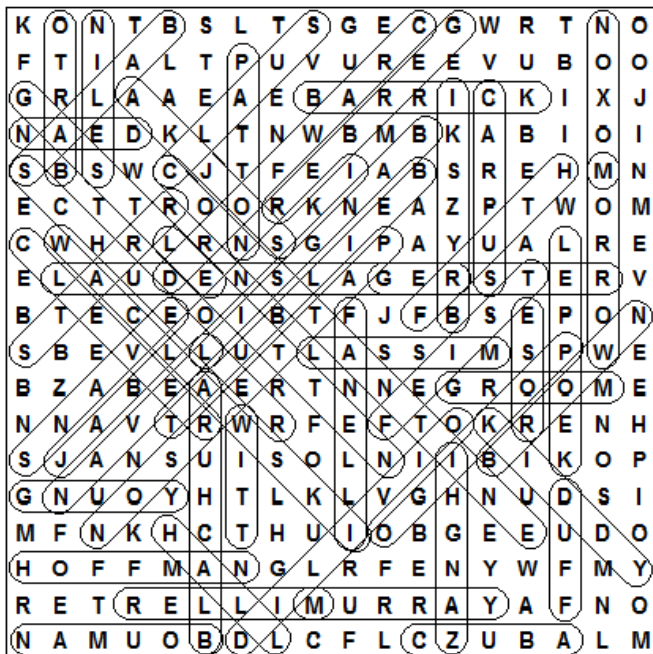 K O N T B S L T S G E C G W R T N O
F T I A L T P U V U R E E V U B O O
G R L A A E A E B A R R I C K I X J
N A E D K L T N W B M B K A B I O I
S B S W C J T F E I A B S R E H M N
E C T T R O O R K N E A Z P T W O M
C W H R L R N S G I P A Y U A L R E
E L A U D E N S L A G E R S T E R V
B T E C E O I B T F J F B S E P O N
S B E V L L U T L A S S I M S P W E
B Z A B E A E R T N N E G R O O M E
N N A V T R W R F E F T O K R E N H
S J A N S U I S O L N I I B I K O P
G N U O Y H T L K L V G H N U D S I
M F N K H C T H U I O B G E E U D O
H O F F M A N G L R F E N Y W F M Y
R E T R E L L I M U R R A Y A F N O
N A M U O B D L C F L C Z U B A L M